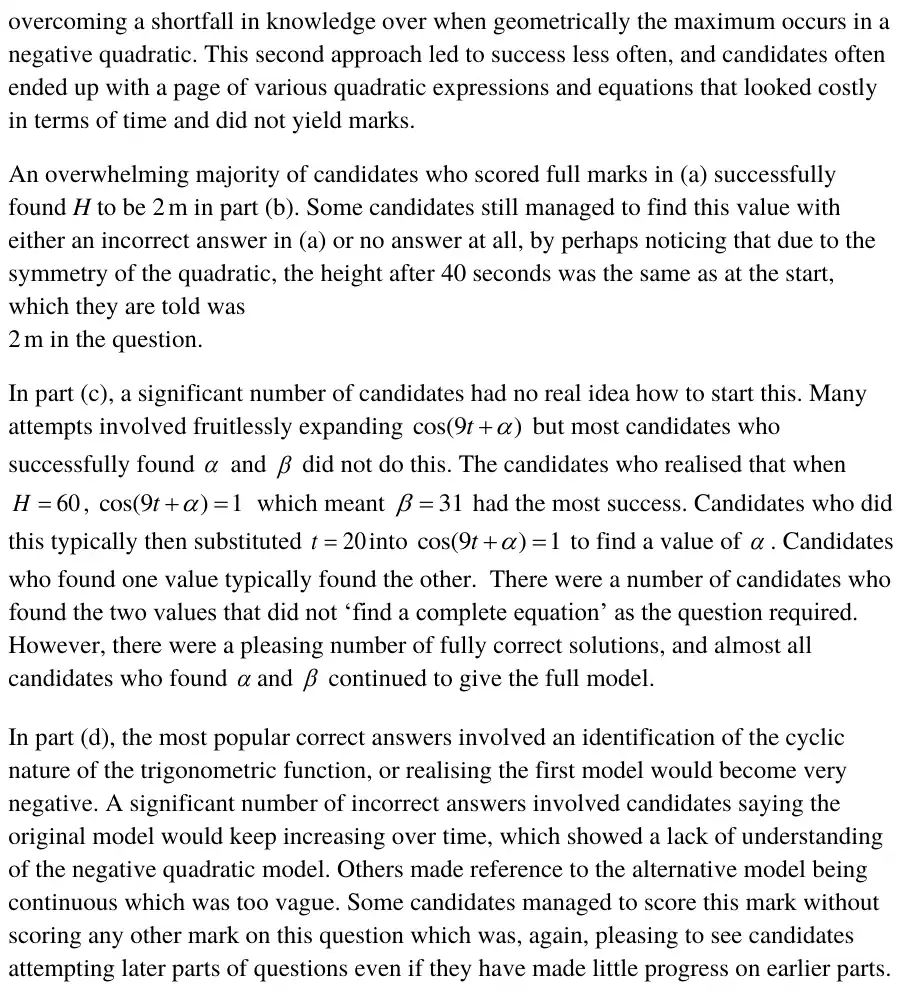 overcoming a shortfall in knowledge over when geometrically the maximum occurs in a
negative quadratic. This second approach led to success less often, and candidates often
ended up with a page of various quadratic expressions and equations that looked costly
in terms of time and did not yield marks.
An overwhelming majority of candidates who scored full marks in (a) successfully
found H to be 2 m in part (b). Some candidates still managed to find this value with
either an incorrect answer in (a) or no answer at all, by perhaps noticing that due to the
symmetry of the quadratic, the height after 40 seconds was the same as at the start,
which they are told was
2 m in the question.
In part (c), a significant number of candidates had no real idea how to start this. Many
attempts involved fruitlessly expanding cos(9t + α) but most candidates who
successfully found α and β did not do this. The candidates who realised that when
H = 60, cos(9t + α) = 1 which meant β = 31 had the most success. Candidates who did
this typically then substituted t = 20 into cos(9t + α) = 1 to find a value of α . Candidates
who found one value typically found the other. There were a number of candidates who
found the two values that did not ‘find a complete equation’ as the question required.
However, there were a pleasing number of fully correct solutions, and almost all
candidates who found α and β continued to give the full model.
In part (d), the most popular correct answers involved an identification of the cyclic
nature of the trigonometric function, or realising the first model would become very
negative. A significant number of incorrect answers involved candidates saying the
original model would keep increasing over time, which showed a lack of understanding
of the negative quadratic model. Others made reference to the alternative model being
continuous which was too vague. Some candidates managed to score this mark without
scoring any other mark on this question which was, again, pleasing to see candidates
attempting later parts of questions even if they have made little progress on earlier parts.